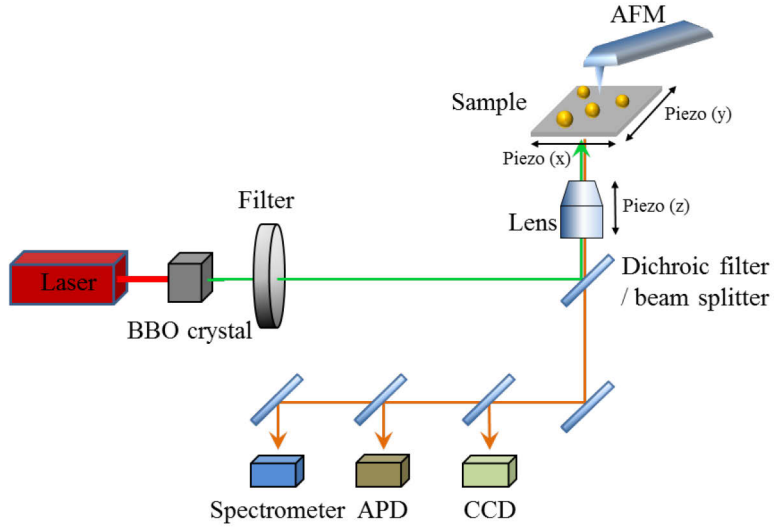 AFM
Sample
Piezo (y)
Piezo (x)
Filter
Lens
Piezo (z)
Laser
BBO crystal
Dichroic filter
/ beam splitter
Spectrometer
APD
CCD